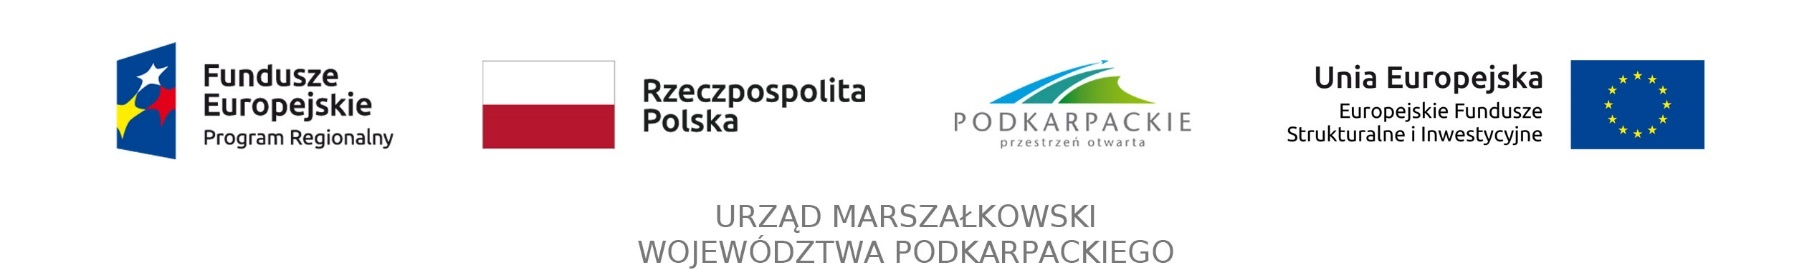 Fundusze
Europejskie
Program Regionalny
Rzeczpospolita
Polska
PODKARPACKIE
przestrzeń otwarta
Unia Europejska
Europejskie Fundusze
Strukturalne i Inwestycyjne
URZĄD MARSZAŁKOWSKI
WOJEWÓDZTWA PODKARPACKIEGO